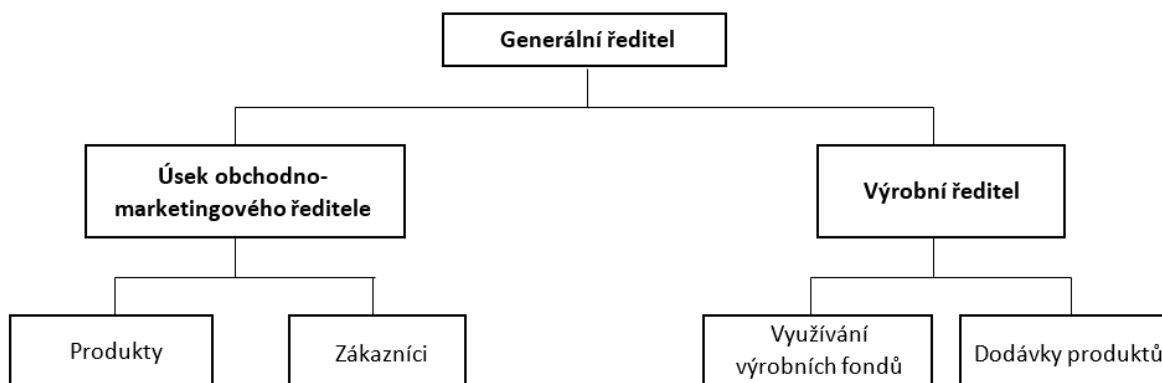 Generální ředitel
Úsek obchodno-
marketingového ředitele
Výrobní ředitel
Produkty
Zákazníci
Využívání
výrobních fondů
Dodávky produktů